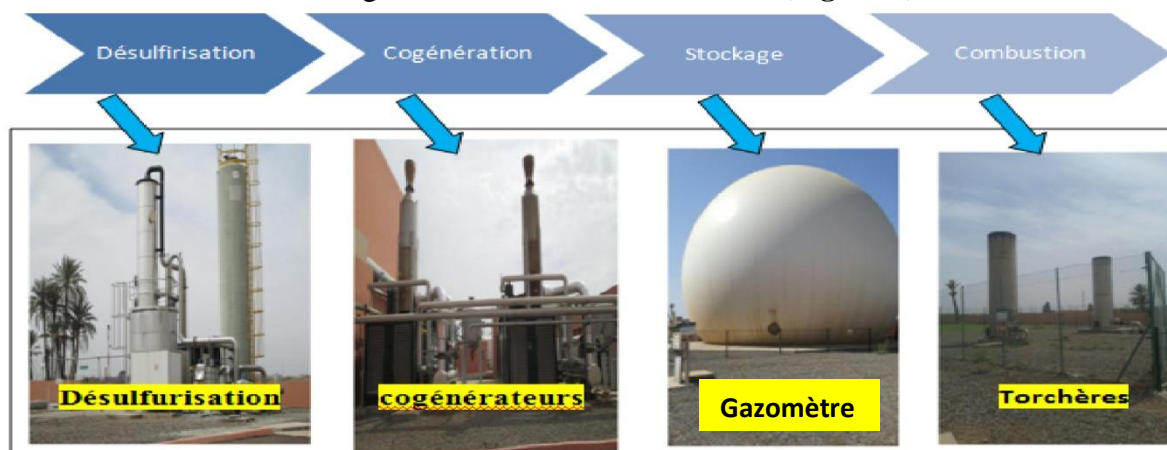 Désulfirisation
Cogénération
Stockage
Combustion
Désulfurisation
cogénérateurs
Gazomètre
Torchères